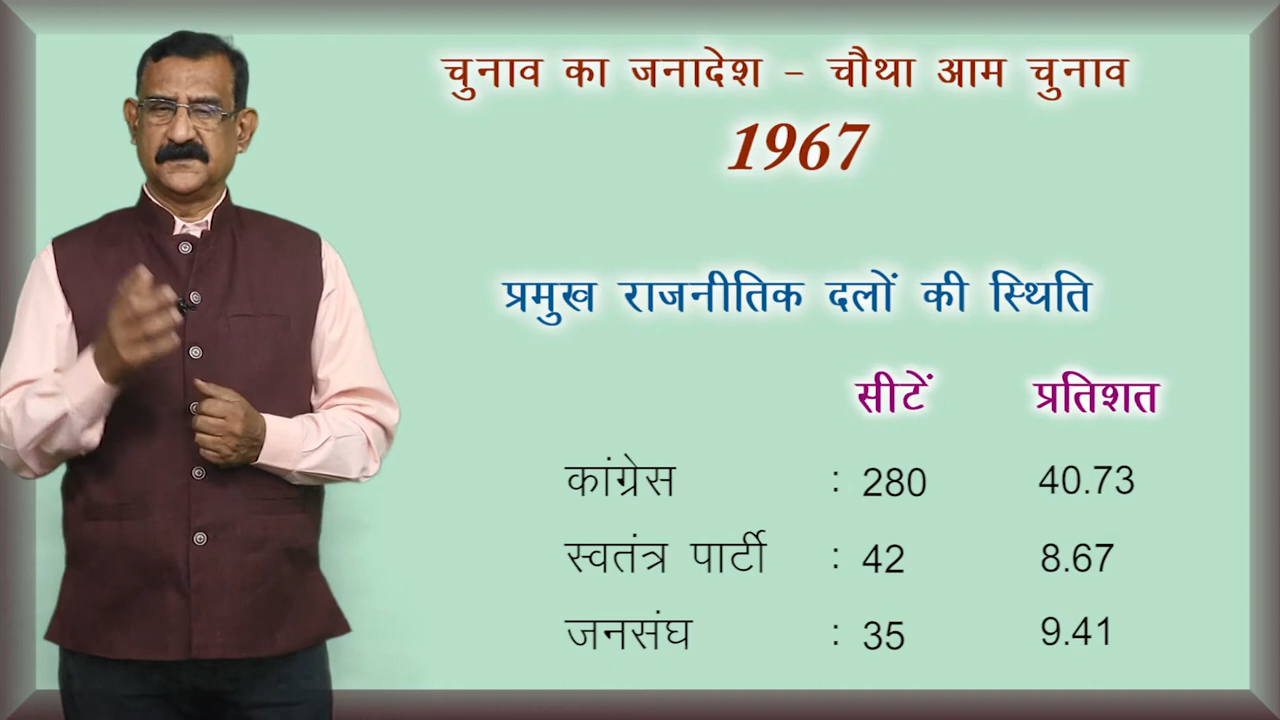 चुनाव का जनादेश - चौथा आम चुनाव
1967
प्रमुख राजनीतिक दलों की स्थिति
सीटें प्रतिशत
कांग्रेस : 280 40.73
स्वतंत्र पार्टी : 42 8.67
जनसंघ : 35 9.41